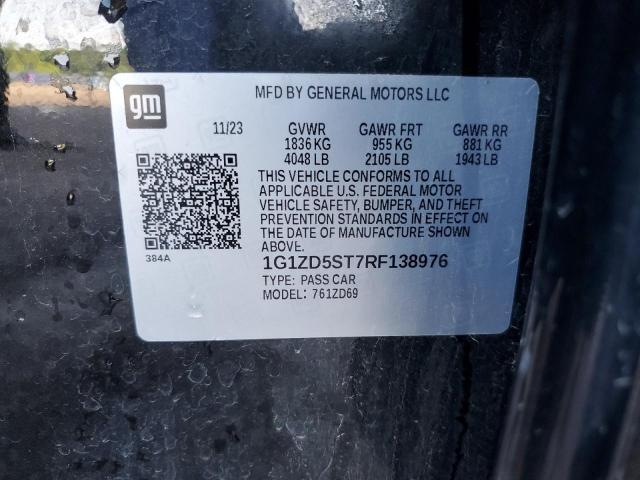 gm
MFD BY GENERAL MOTORS LLC
11/23 GVWR GAWR FRT GAWR RR
1836 KG 955 KG 881 KG
4048 LB 2105 LB 1943 LB
THIS VEHICLE CONFORMS TO ALL
APPLICABLE U.S. FEDERAL MOTOR
VEHICLE SAFETY, BUMPER, AND THEFT
PREVENTION STANDARDS IN EFFECT ON
THE DATE OF MANUFACTURE SHOWN
ABOVE.
384A
1G1ZD5ST7RF138976
TYPE: PASS CAR
MODEL: 761ZD69